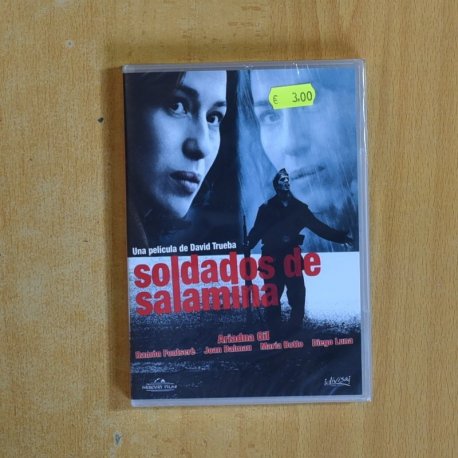 € 3.00
Una película de David Trueba
soldados de
salamina
Ariadna Gil
Ramón Fontserè Joan Dalmau María Botto Diego Luna
divisa